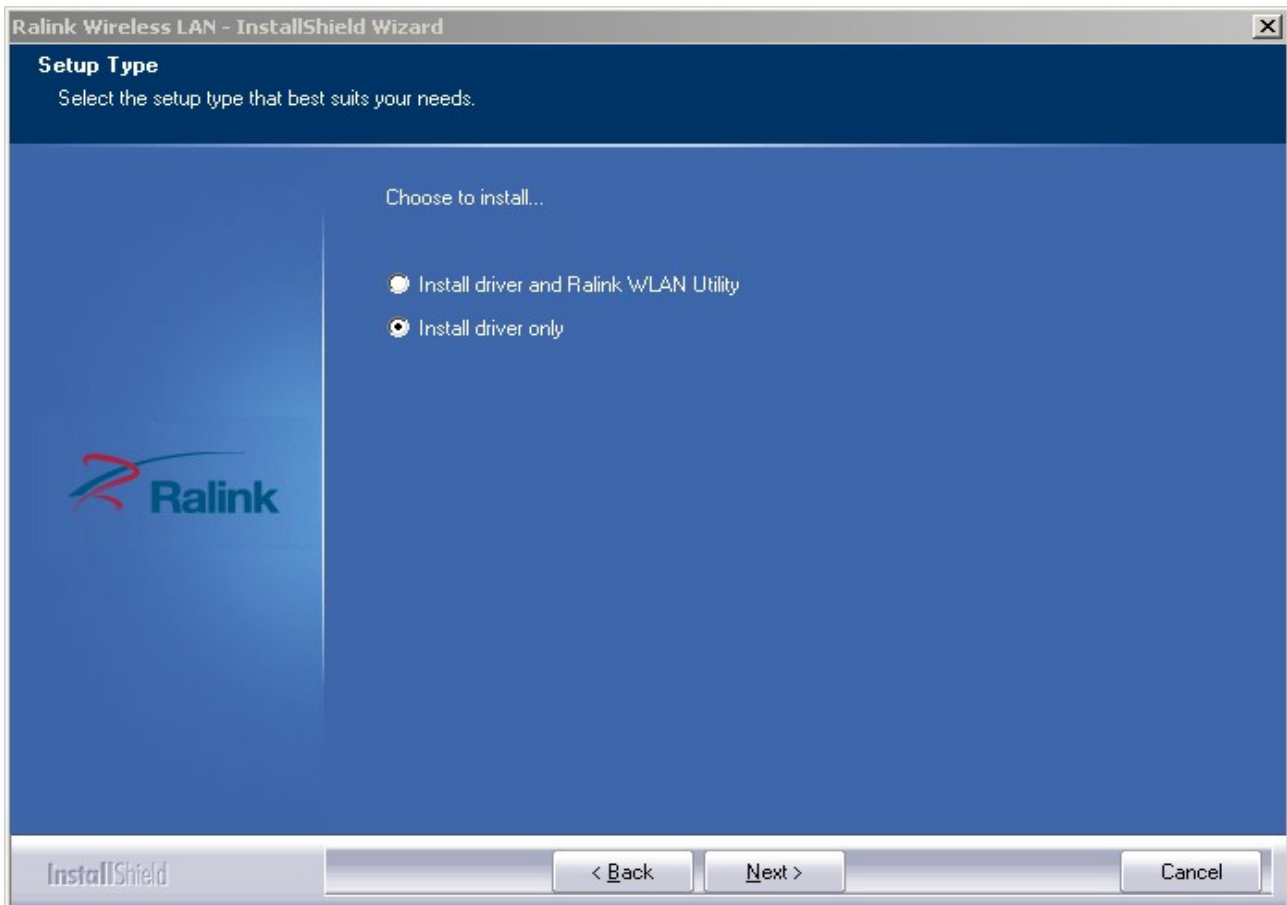 Ralink Wireless LAN - InstallShield Wizard
Setup Type
Select the setup type that best suits your needs.
Choose to install...
Install driver and Ralink WLAN Utility
Install driver only
Ralink
InstallShield
< Back
Next >
Cancel